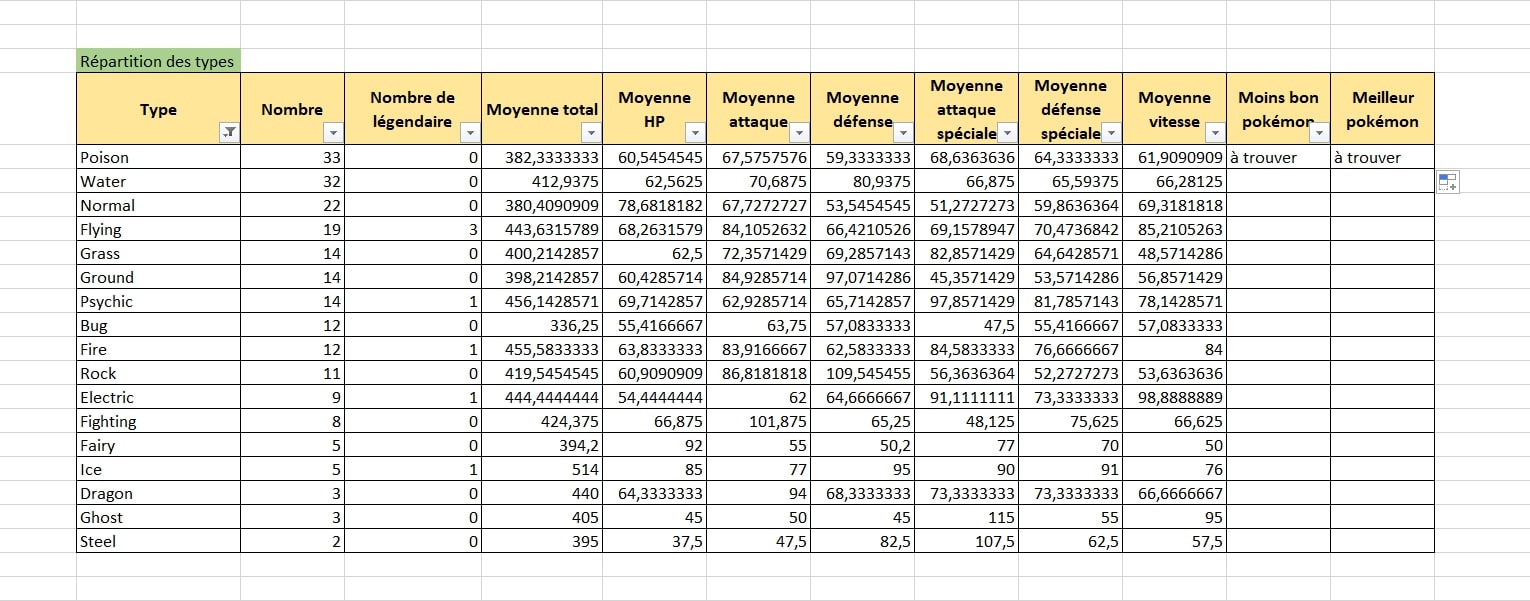 Répartition des types
Type Nombre Nombre de légendaire Moyenne total Moyenne HP Moyenne attaque Moyenne défense Moyenne attaque spéciale Moyenne défense spéciale Moyenne vitesse Moins bon pokémon Meilleur pokémon
Poison 33 0 382,3333333 60,5454545 67,5757576 59,3333333 68,6363636 64,3333333 61,9090909 à trouver à trouver
Water 32 0 412,9375 62,5625 70,6875 80,9375 66,875 65,59375 66,28125
Normal 22 0 380,4090909 78,6818182 67,7272727 53,5454545 51,2727273 59,8636364 69,3181818
Flying 19 3 443,6315789 68,2631579 84,1052632 66,4210526 69,1578947 70,4736842 85,2105263
Grass 14 0 400,2142857 62,5 72,3571429 69,2857143 82,8571429 64,6428571 48,5714286
Ground 14 0 398,2142857 60,4285714 84,9285714 97,0714286 45,3571429 53,5714286 56,8571429
Psychic 14 1 456,1428571 69,7142857 62,9285714 65,7142857 97,8571429 81,7857143 78,1428571
Bug 12 0 336,25 55,4166667 63,75 57,0833333 47,5 55,4166667 57,0833333
Fire 12 1 455,5833333 63,8333333 83,9166667 62,5833333 84,5833333 76,6666667 84
Rock 11 0 419,5454545 60,9090909 86,8181818 109,545455 56,3636364 52,2727273 53,6363636
Electric 9 1 444,4444444 54,4444444 62 64,6666667 91,1111111 73,3333333 98,8888889
Fighting 8 0 424,375 66,875 101,875 65,25 48,125 75,625 66,625
Fairy 5 0 394,2 92 55 50,2 77 70 50
Ice 5 1 514 85 77 95 90 91 76
Dragon 3 0 440 64,3333333 94 68,3333333 73,3333333 73,3333333 66,6666667
Ghost 3 0 405 45 50 45 115 55 95
Steel 2 0 395 37,5 47,5 82,5 107,5 62,5 57,5